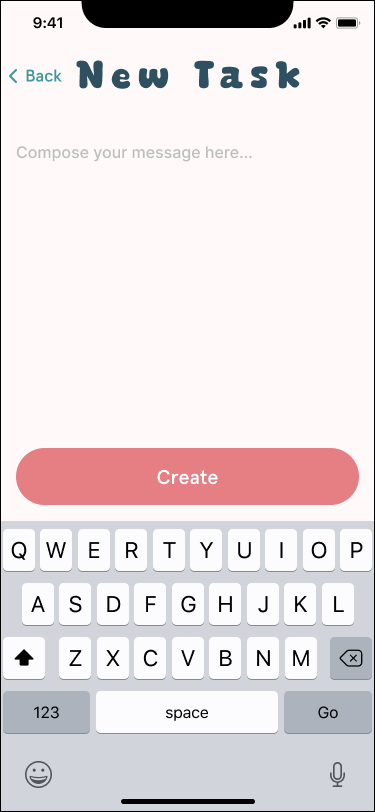 9:41
Back New Task
Compose your message here...
Create
Q W E R T Y U I O P
A S D F G H J K L
Z X C V B N M
123 space Go